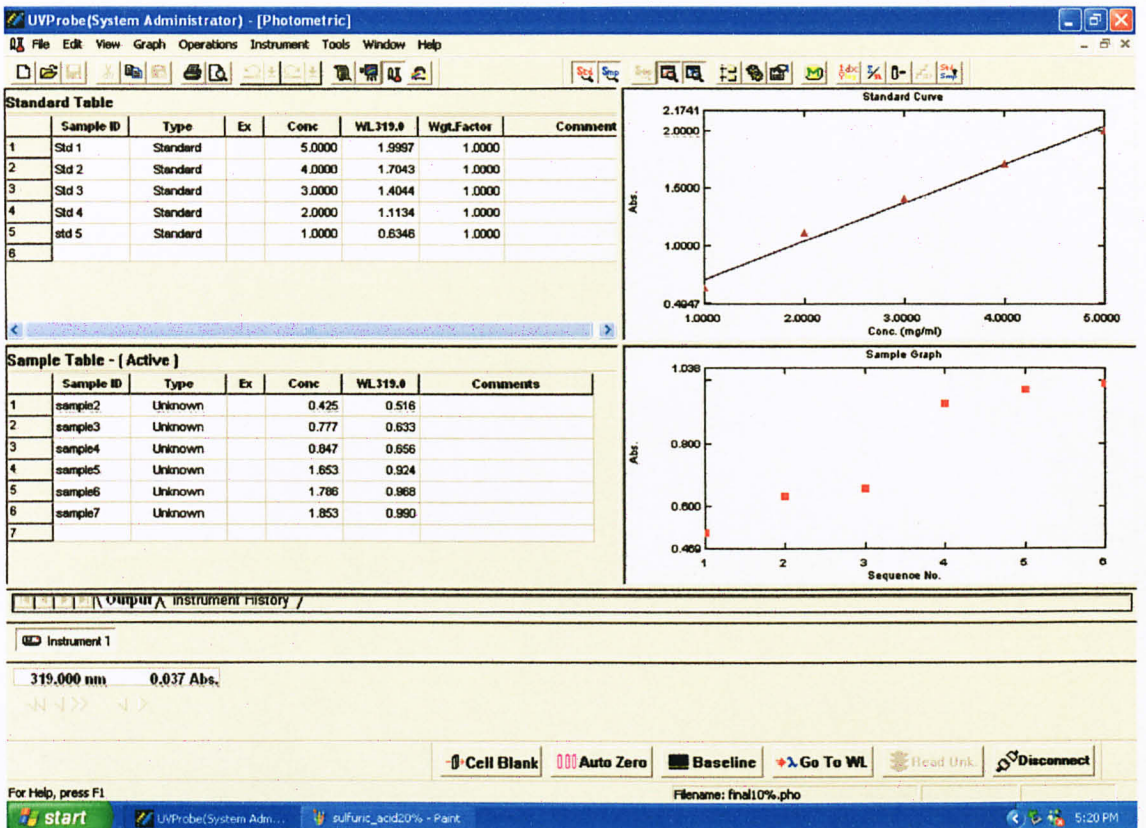 UVProbe(System Administrator) - [Photometric]
File Edit View Graph Operations Instrument Tools Window Help
Standard Table
Sample ID Type Ex Conc WL319.0 Wgt.Factor Comment
1 Std 1 Standard 5.0000 1.9997 1.0000
2 Std 2 Standard 4.0000 1.7043 1.0000
3 Std 3 Standard 3.0000 1.4044 1.0000
4 Std 4 Standard 2.0000 1.1134 1.0000
5 std 5 Standard 1.0000 0.6346 1.0000
6
Standard Curve
2.1741
2.0000
1.5000
Abs.
1.0000
0.4947
1.0000 2.0000 3.0000 4.0000 5.0000
Conc. (mg/ml)
Sample Table - ( Active )
Sample ID Type Ex Conc WL319.0 Comments
1 sample2 Unknown 0.425 0.516
2 sample3 Unknown 0.777 0.633
3 sample4 Unknown 0.847 0.656
4 sample5 Unknown 1.653 0.924
5 sample6 Unknown 1.786 0.968
6 sample7 Unknown 1.853 0.990
7
Sample Graph
1.038
0.800
Abs.
0.600
0.469
1 2 3 4 5 6
Sequence No.
Output Instrument History
Instrument 1
319.000 nm 0.037 Abs.
Cell Blank Auto Zero Baseline Go To WL Read Unk. Disconnect
For Help, press F1
Filename: final10%.pho
start UVProbe(System Adm... sulfuric_acid20% - Paint 5:20 PM